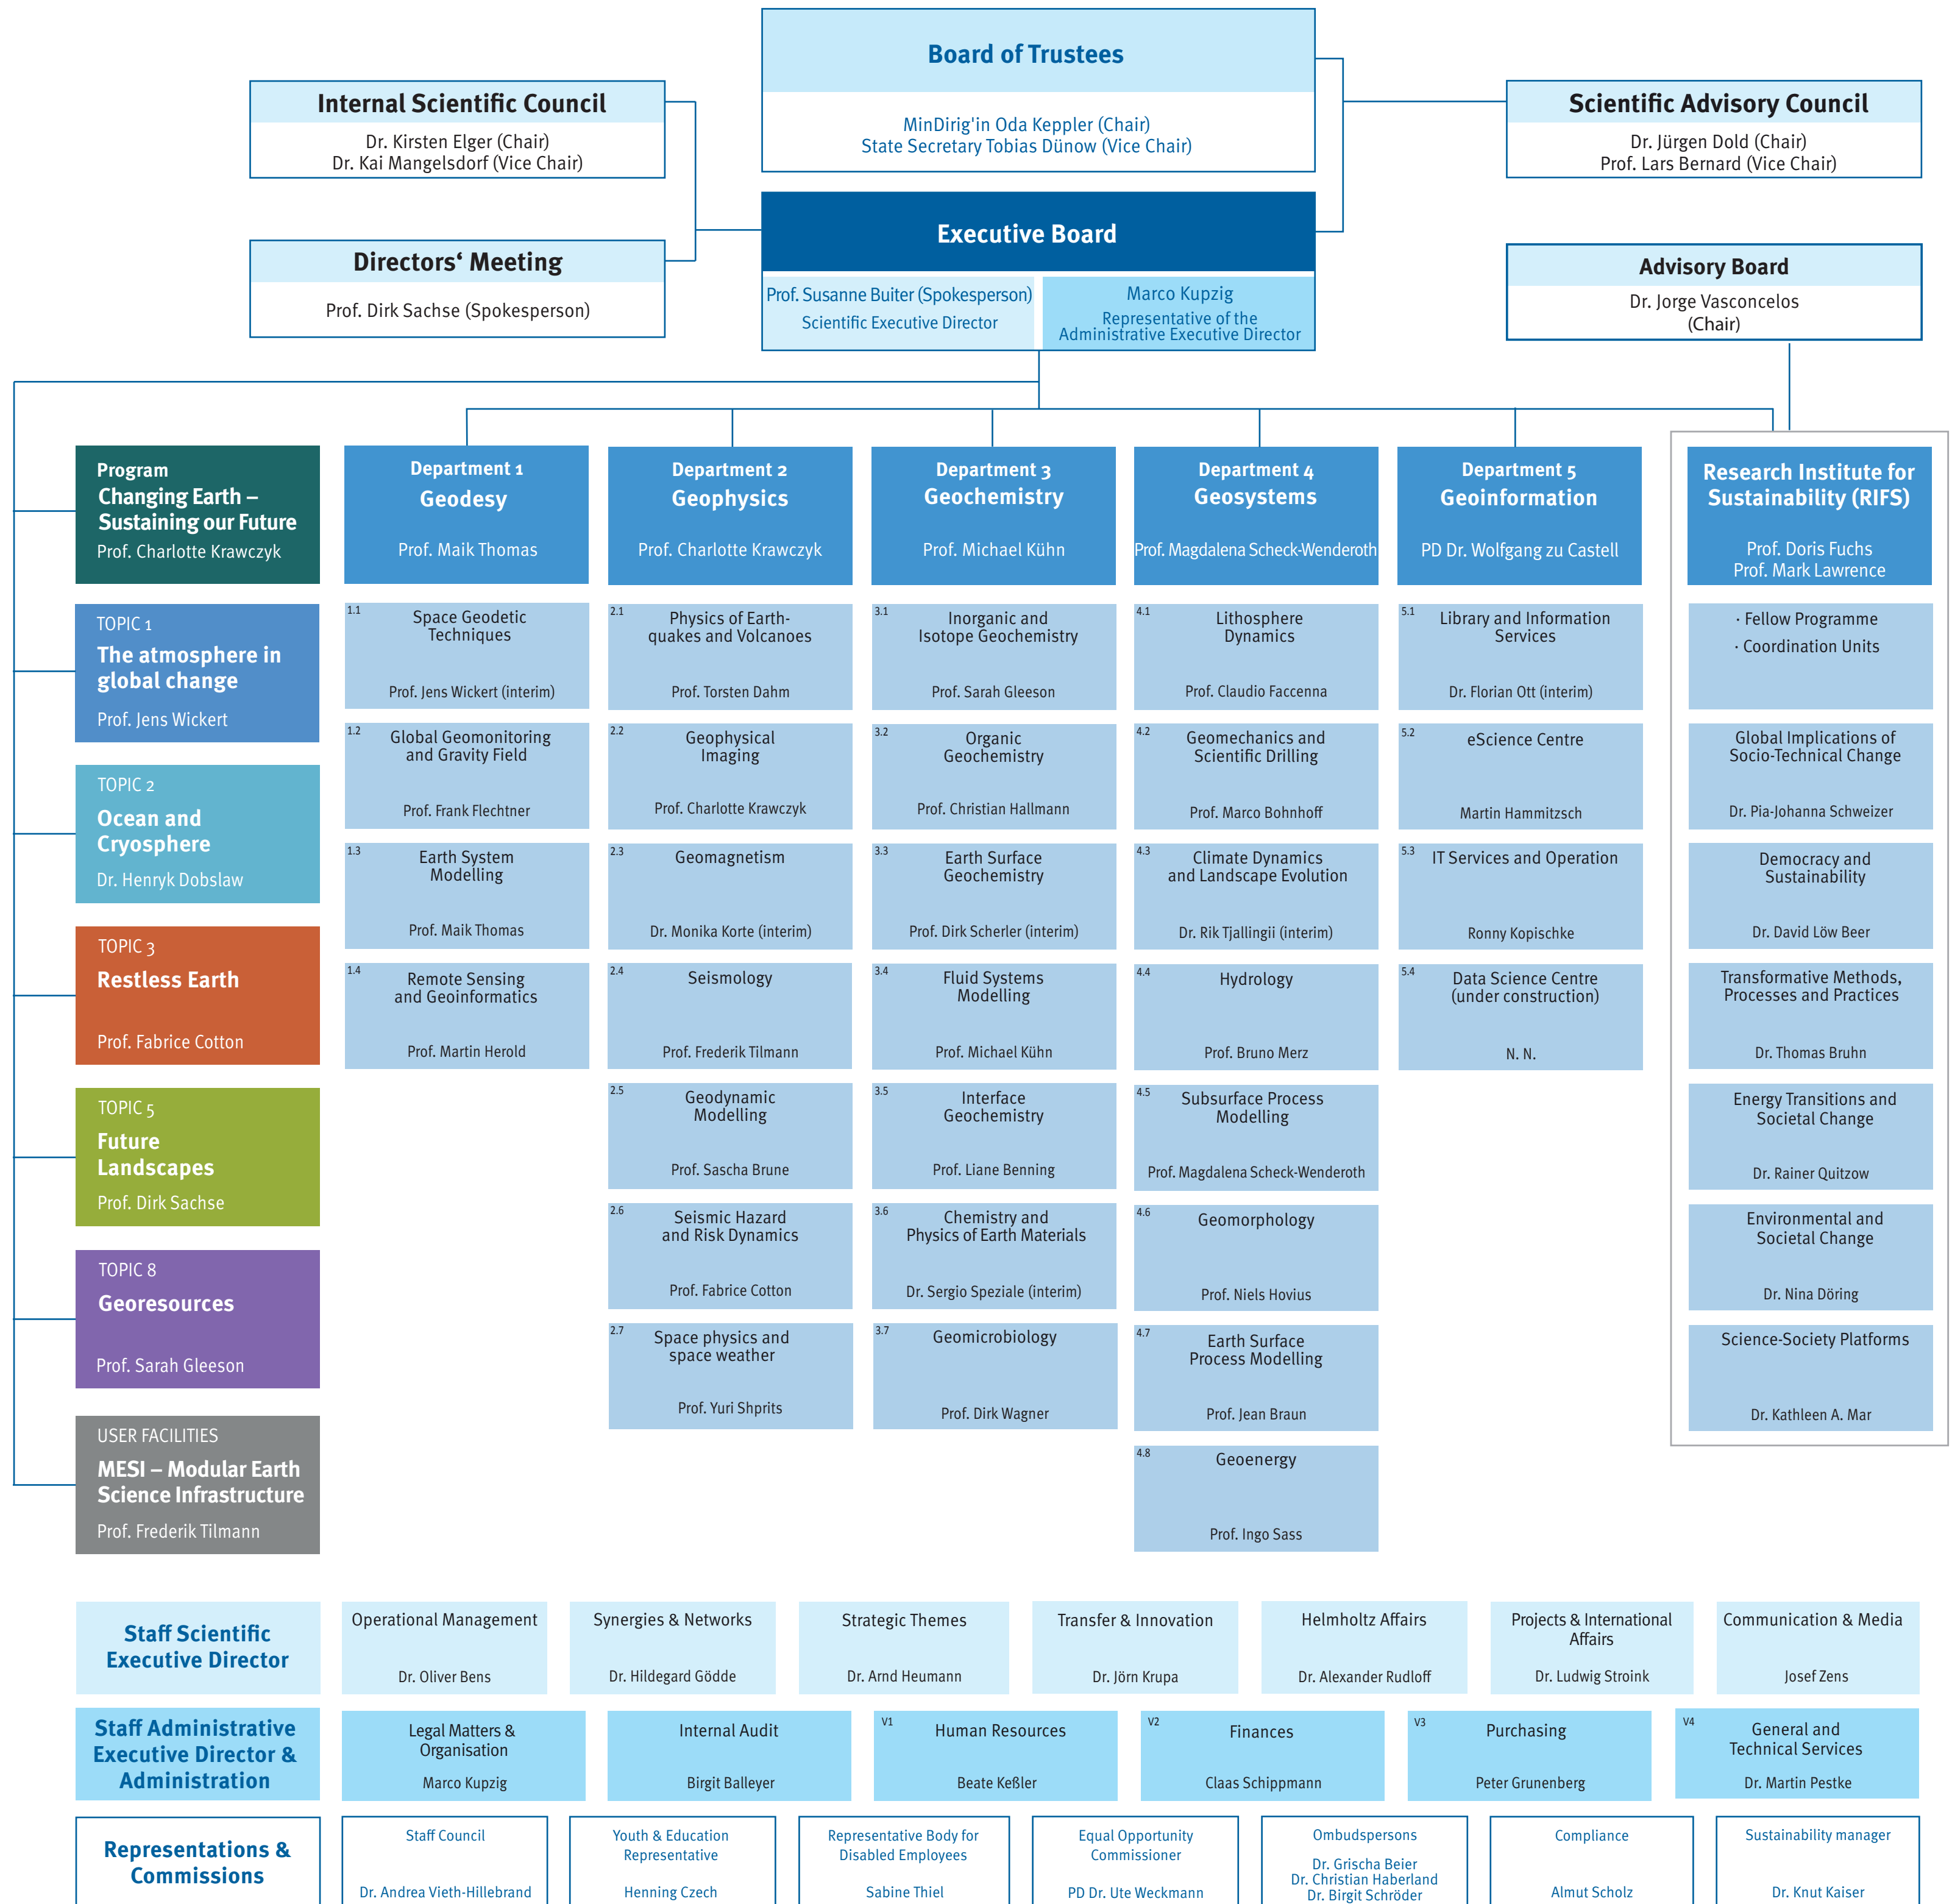 Board of Trustees
MinDirig'in Oda Keppler (Chair)
State Secretary Tobias Dünow (Vice Chair)
Internal Scientific Council
Dr. Kirsten Elger (Chair)
Dr. Kai Mangelsdorf (Vice Chair)
Scientific Advisory Council
Dr. Jürgen Dold (Chair)
Prof. Lars Bernard (Vice Chair)
Executive Board
Prof. Susanne Buiter (Spokesperson)
Scientific Executive Director
Marco Kupzig
Representative of the
Administrative Executive Director
Directors‘ Meeting
Prof. Dirk Sachse (Spokesperson)
Advisory Board
Dr. Jorge Vasconcelos
(Chair)
Program
Changing Earth –
Sustaining our Future
Prof. Charlotte Krawczyk
TOPIC 1
The atmosphere in
global change
Prof. Jens Wickert
TOPIC 2
Ocean and
Cryosphere
Dr. Henryk Dobslaw
TOPIC 3
Restless Earth
Prof. Fabrice Cotton
TOPIC 5
Future
Landscapes
Prof. Dirk Sachse
TOPIC 8
Georesources
Prof. Sarah Gleeson
USER FACILITIES
MESI – Modular Earth
Science Infrastructure
Prof. Frederik Tilmann
Department 1
Geodesy
Prof. Maik Thomas
1.1
Space Geodetic
Techniques
Prof. Jens Wickert (interim)
1.2
Global Geomonitoring
and Gravity Field
Prof. Frank Flechtner
1.3
Earth System
Modelling
Prof. Maik Thomas
1.4
Remote Sensing
and Geoinformatics
Prof. Martin Herold
Department 2
Geophysics
Prof. Charlotte Krawczyk
2.1
Physics of Earth-
quakes and Volcanoes
Prof. Torsten Dahm
2.2
Geophysical
Imaging
Prof. Charlotte Krawczyk
2.3
Geomagnetism
Dr. Monika Korte (interim)
2.4
Seismology
Prof. Frederik Tilmann
2.5
Geodynamic
Modelling
Prof. Sascha Brune
2.6
Seismic Hazard
and Risk Dynamics
Prof. Fabrice Cotton
2.7
Space physics and
space weather
Prof. Yuri Shprits
Department 3
Geochemistry
Prof. Michael Kühn
3.1
Inorganic and
Isotope Geochemistry
Prof. Sarah Gleeson
3.2
Organic
Geochemistry
Prof. Christian Hallmann
3.3
Earth Surface
Geochemistry
Prof. Dirk Scherler (interim)
3.4
Fluid Systems
Modelling
Prof. Michael Kühn
3.5
Interface
Geochemistry
Prof. Liane Benning
3.6
Chemistry and
Physics of Earth Materials
Dr. Sergio Speziale (interim)
3.7
Geomicrobiology
Prof. Dirk Wagner
Department 4
Geosystems
Prof. Magdalena Scheck-Wenderoth
4.1
Lithosphere
Dynamics
Prof. Claudio Faccenna
4.2
Geomechanics and
Scientific Drilling
Prof. Marco Bohnhoff
4.3
Climate Dynamics
and Landscape Evolution
Dr. Rik Tjallingii (interim)
4.4
Hydrology
Prof. Bruno Merz
4.5
Subsurface Process
Modelling
Prof. Magdalena Scheck-Wenderoth
4.6
Geomorphology
Prof. Niels Hovius
4.7
Earth Surface
Process Modelling
Prof. Jean Braun
4.8
Geoenergy
Prof. Ingo Sass
Department 5
Geoinformation
PD Dr. Wolfgang zu Castell
5.1
Library and Information
Services
Dr. Florian Ott (interim)
5.2
eScience Centre
Martin Hammitzsch
5.3
IT Services and Operation
Ronny Kopischke
5.4
Data Science Centre
(under construction)
N. N.
Research Institute for
Sustainability (RIFS)
Prof. Doris Fuchs
Prof. Mark Lawrence
· Fellow Programme
· Coordination Units
Global Implications of
Socio-Technical Change
Dr. Pia-Johanna Schweizer
Democracy and
Sustainability
Dr. David Löw Beer
Transformative Methods,
Processes and Practices
Dr. Thomas Bruhn
Energy Transitions and
Societal Change
Dr. Rainer Quitzow
Environmental and
Societal Change
Dr. Nina Döring
Science-Society Platforms
Dr. Kathleen A. Mar
Staff Scientific
Executive Director
Operational Management
Dr. Oliver Bens
Synergies & Networks
Dr. Hildegard Gödde
Strategic Themes
Dr. Arnd Heumann
Transfer & Innovation
Dr. Jörn Krupa
Helmholtz Affairs
Dr. Alexander Rudloff
Projects & International
Affairs
Dr. Ludwig Stroink
Communication & Media
Josef Zens
Staff Administrative
Executive Director &
Administration
Legal Matters &
Organisation
Marco Kupzig
Internal Audit
Birgit Balleyer
V1
Human Resources
Beate Keßler
V2
Finances
Claas Schippmann
V3
Purchasing
Peter Grunenberg
V4
General and
Technical Services
Dr. Martin Pestke
Representations &
Commissions
Staff Council
Dr. Andrea Vieth-Hillebrand
Youth & Education
Representative
Henning Czech
Representative Body for
Disabled Employees
Sabine Thiel
Equal Opportunity
Commissioner
PD Dr. Ute Weckmann
Ombudspersons
Dr. Grischa Beier
Dr. Christian Haberland
Dr. Birgit Schröder
Compliance
Almut Scholz
Sustainability manager
Dr. Knut Kaiser